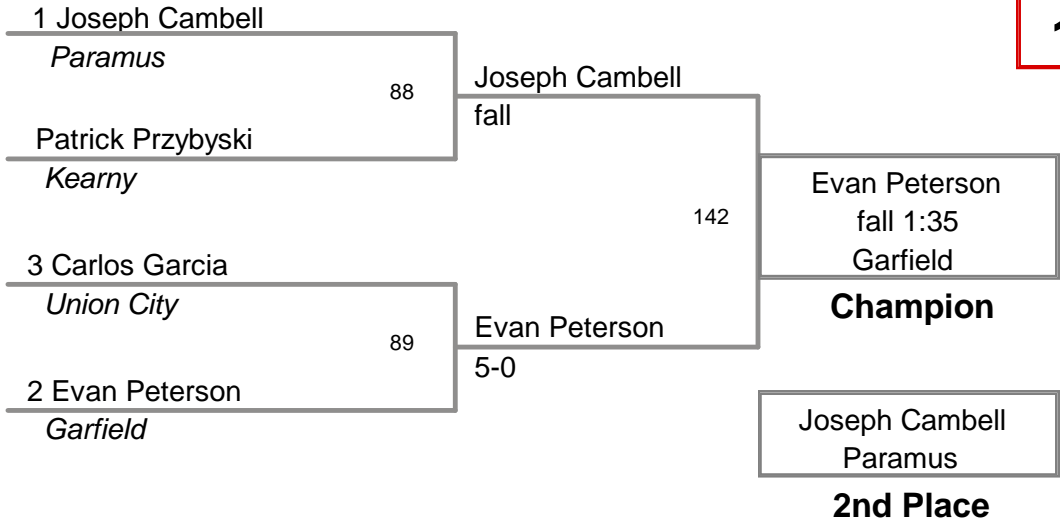 1 Joseph Cambell
Paramus
88
Joseph Cambell
fall
Patrick Przybyski
Kearny
142
Evan Peterson
fall 1:35
Garfield
Champion
3 Carlos Garcia
Union City
89
Evan Peterson
5-0
2 Evan Peterson
Garfield
Joseph Cambell
Paramus
2nd Place